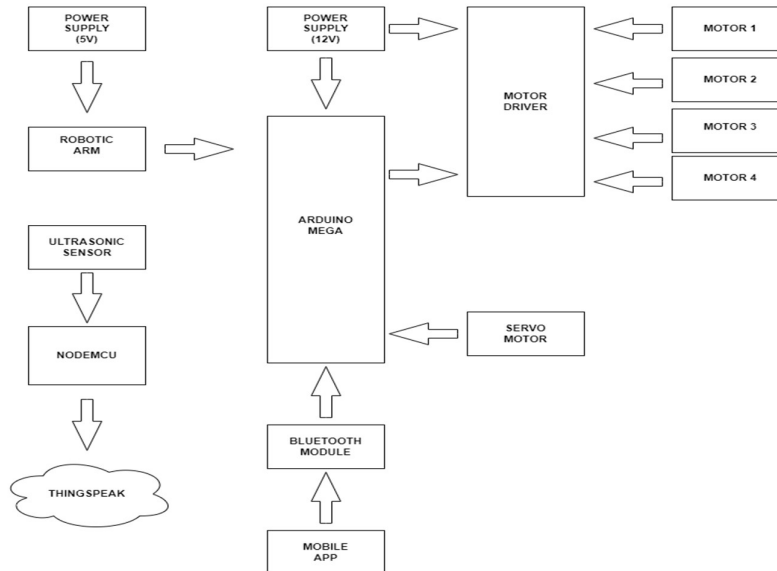 POWER
SUPPLY
(5V)
POWER
SUPPLY
(12V)
MOTOR
DRIVER
MOTOR 1
MOTOR 2
MOTOR 3
MOTOR 4
ROBOTIC
ARM
ARDUINO
MEGA
ULTRASONIC
SENSOR
NODEMCU
SERVO
MOTOR
BLUETOOTH
MODULE
THINGSPEAK
MOBILE
APP